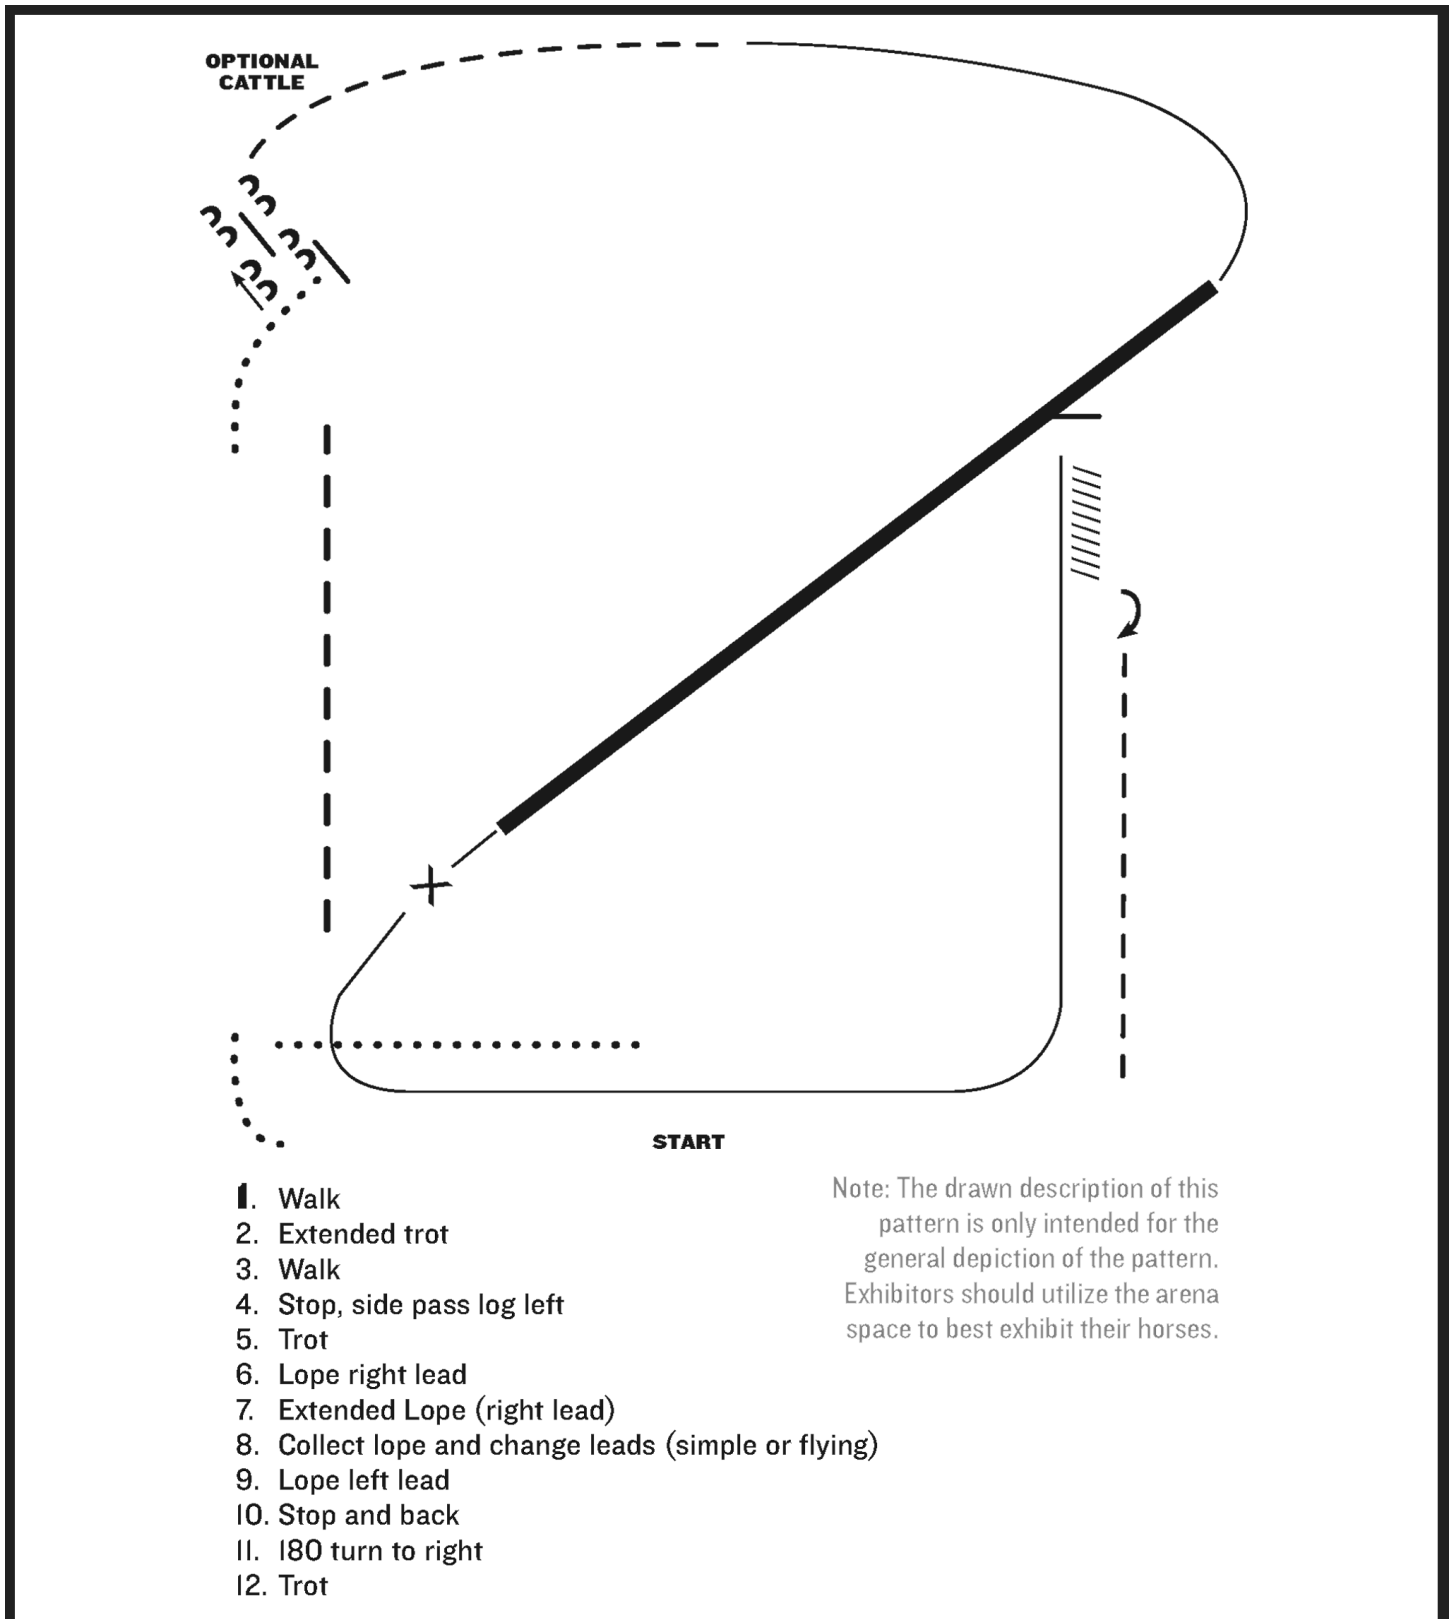 OPTIONAL
CATTLE
START
1. Walk
2. Extended trot
3. Walk
4. Stop, side pass log left
5. Trot
6. Lope right lead
7. Extended Lope (right lead)
8. Collect lope and change leads (simple or flying)
9. Lope left lead
10. Stop and back
11. 180 turn to right
12. Trot
Note: The drawn description of this
pattern is only intended for the
general depiction of the pattern.
Exhibitors should utilize the arena
space to best exhibit their horses.